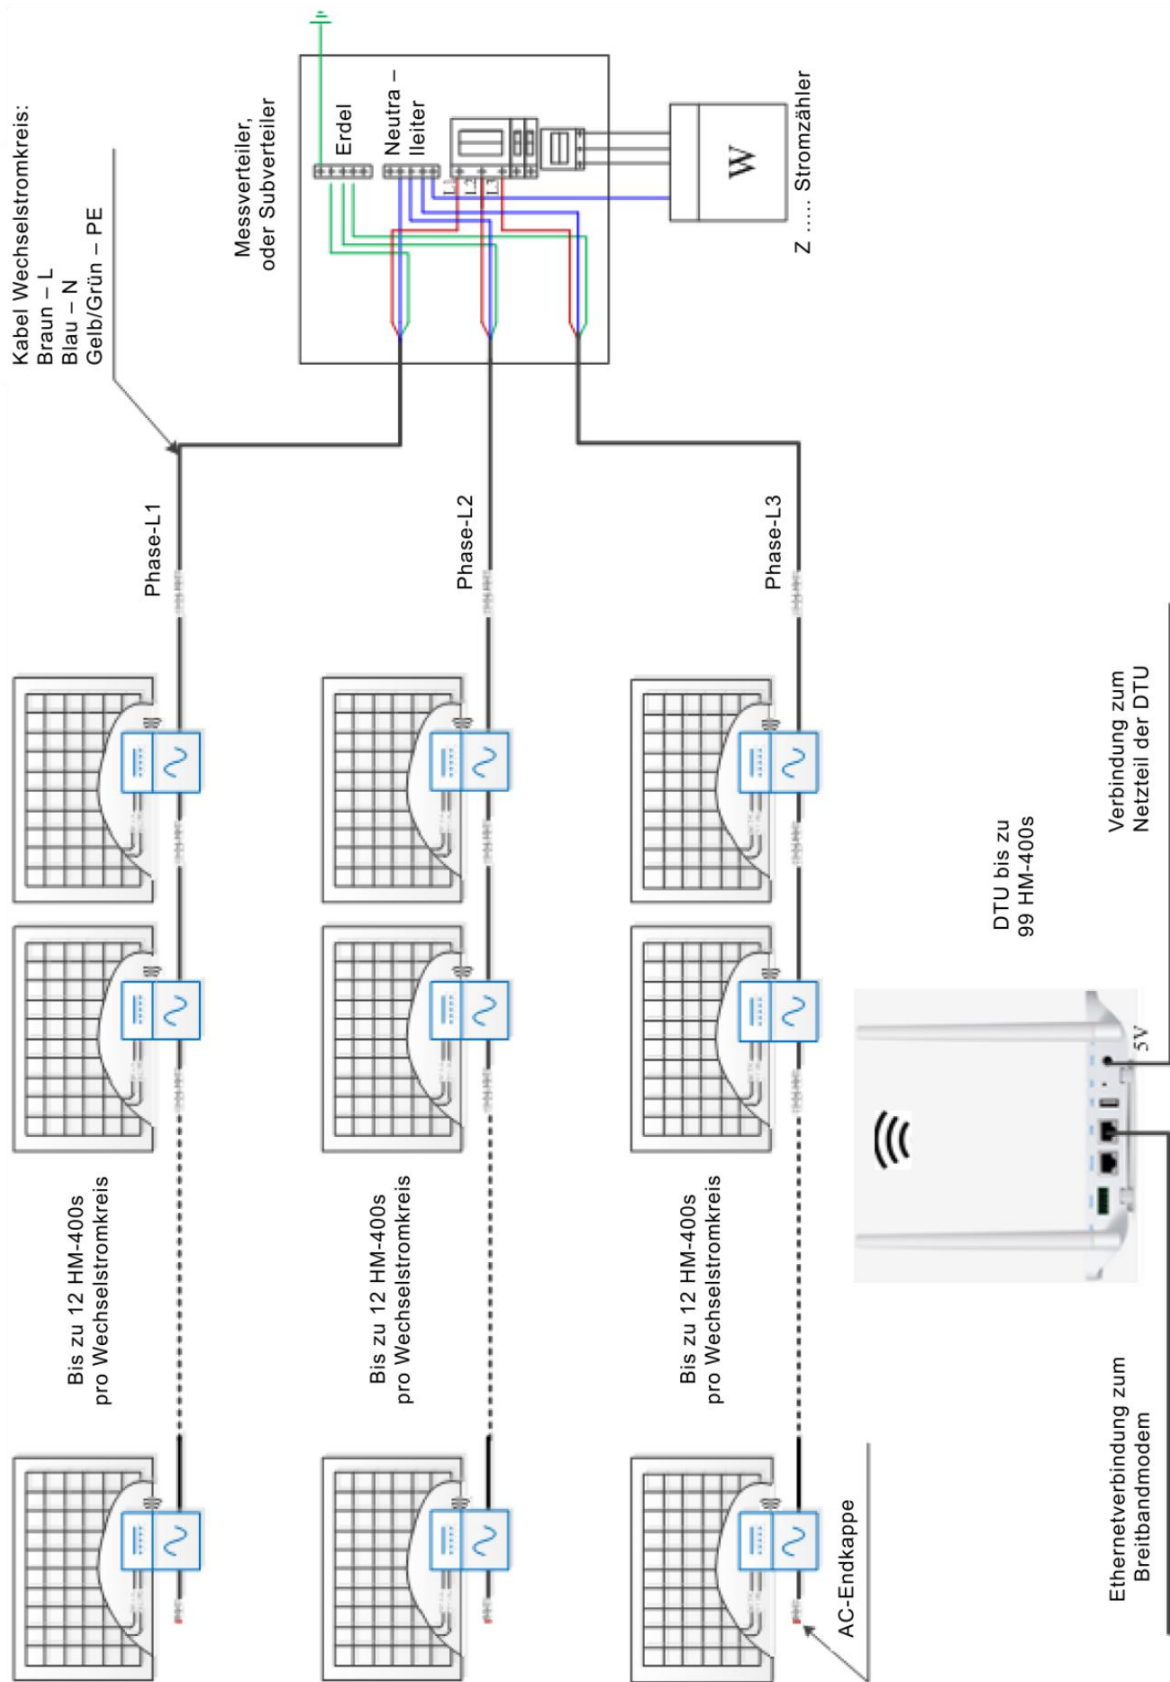 Kabel Wechselstromkreis:
Braun – L
Blau – N
Gelb/Grün – PE
Messverteiler,
oder Subverteiler
Erdel
Neutra –
lleiter
L1
L2
L3
W
Z ..... Stromzähler
Phase-L1
Phase-L2
Phase-L3
Bis zu 12 HM-400s
pro Wechselstromkreis
Bis zu 12 HM-400s
pro Wechselstromkreis
Bis zu 12 HM-400s
pro Wechselstromkreis
AC-Endkappe
DTU bis zu
99 HM-400s
5V
Verbindung zum
Netzteil der DTU
Ethernetverbindung zum
Breitbandmodem